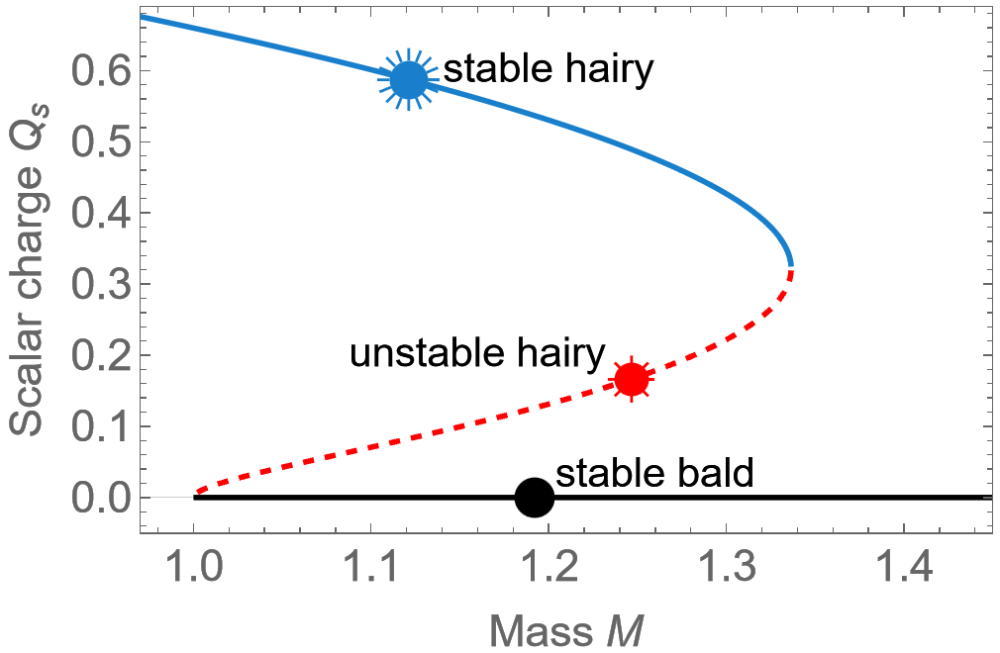 Scalar charge Qs
0.6
0.5
0.4
0.3
0.2
0.1
0.0
stable hairy
unstable hairy
stable bald
1.0 1.1 1.2 1.3 1.4
Mass M